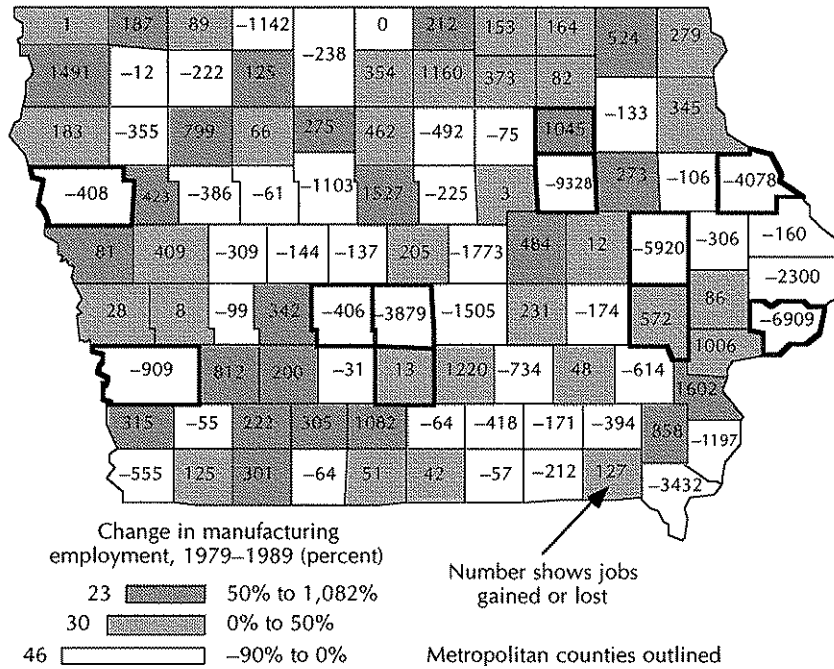 1 187 89 −1142 0 212 153 164 524 279
−238
1491 −12 −222 125 354 1160 373 82
−133 345
183 −355 799 66 275 462 −492 −75 1045
−408 423 −386 −61 −1103 1527 −225 3 −9328 273 −106 −4078
81 409 −309 −144 −137 205 −1773 484 12 −5920 −306 −160
−2300
28 8 −99 342 −406 −3879 −1505 231 −174 572 86 −6909
1006
−909 812 200 −31 13 1220 −734 48 −614 1602
315 −55 222 305 1082 −64 −418 −171 −394 858 −1197
−555 125 301 −64 51 42 −57 −212 127 −3432
Change in manufacturing
employment, 1979–1989 (percent)
23 50% to 1,082%
30 0% to 50%
46 −90% to 0%
Number shows jobs
gained or lost
Metropolitan counties outlined